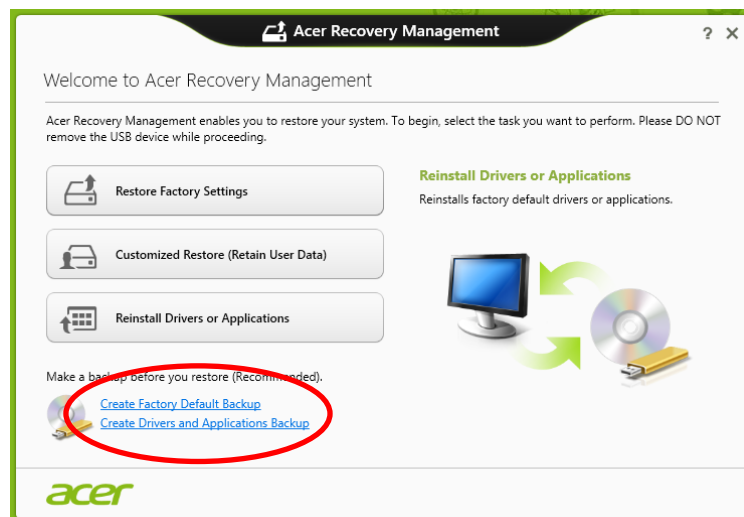 Acer Recovery Management
? X
Welcome to Acer Recovery Management
Acer Recovery Management enables you to restore your system. To begin, select the task you want to perform. Please DO NOT
remove the USB device while proceeding.
Restore Factory Settings
Customized Restore (Retain User Data)
Reinstall Drivers or Applications
Reinstall Drivers or Applications
Reinstalls factory default drivers or applications.
Make a backup before you restore (Recommended).
Create Factory Default Backup
Create Drivers and Applications Backup
acer